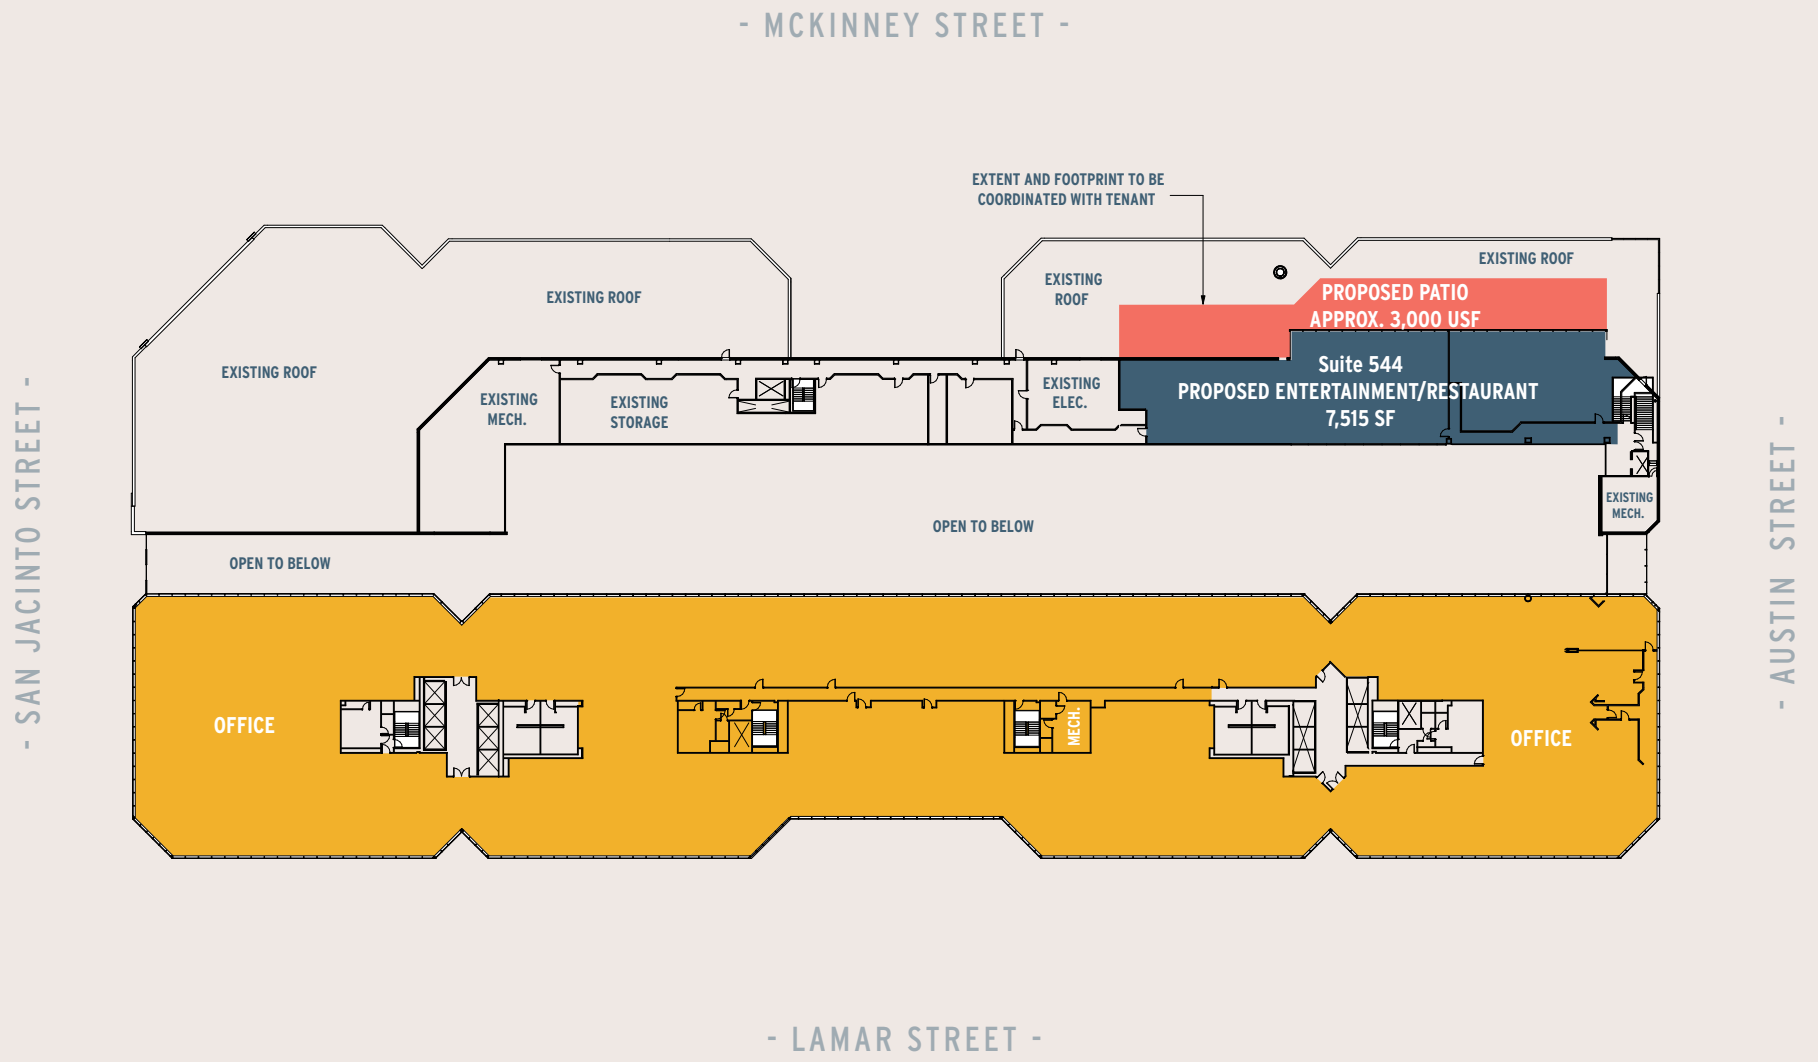 - MCKINNEY STREET -
EXTENT AND FOOTPRINT TO BE
COORDINATED WITH TENANT
EXISTING ROOF
EXISTING
ROOF
EXISTING ROOF
PROPOSED PATIO
APPROX. 3,000 USF
EXISTING ROOF
Suite 544
PROPOSED ENTERTAINMENT/RESTAURANT
7,515 SF
EXISTING
MECH.
EXISTING
STORAGE
EXISTING
ELEC.
EXISTING
MECH.
OPEN TO BELOW
OPEN TO BELOW
- SAN JACINTO STREET -
- AUSTIN STREET -
OFFICE
MECH.
OFFICE
- LAMAR STREET -